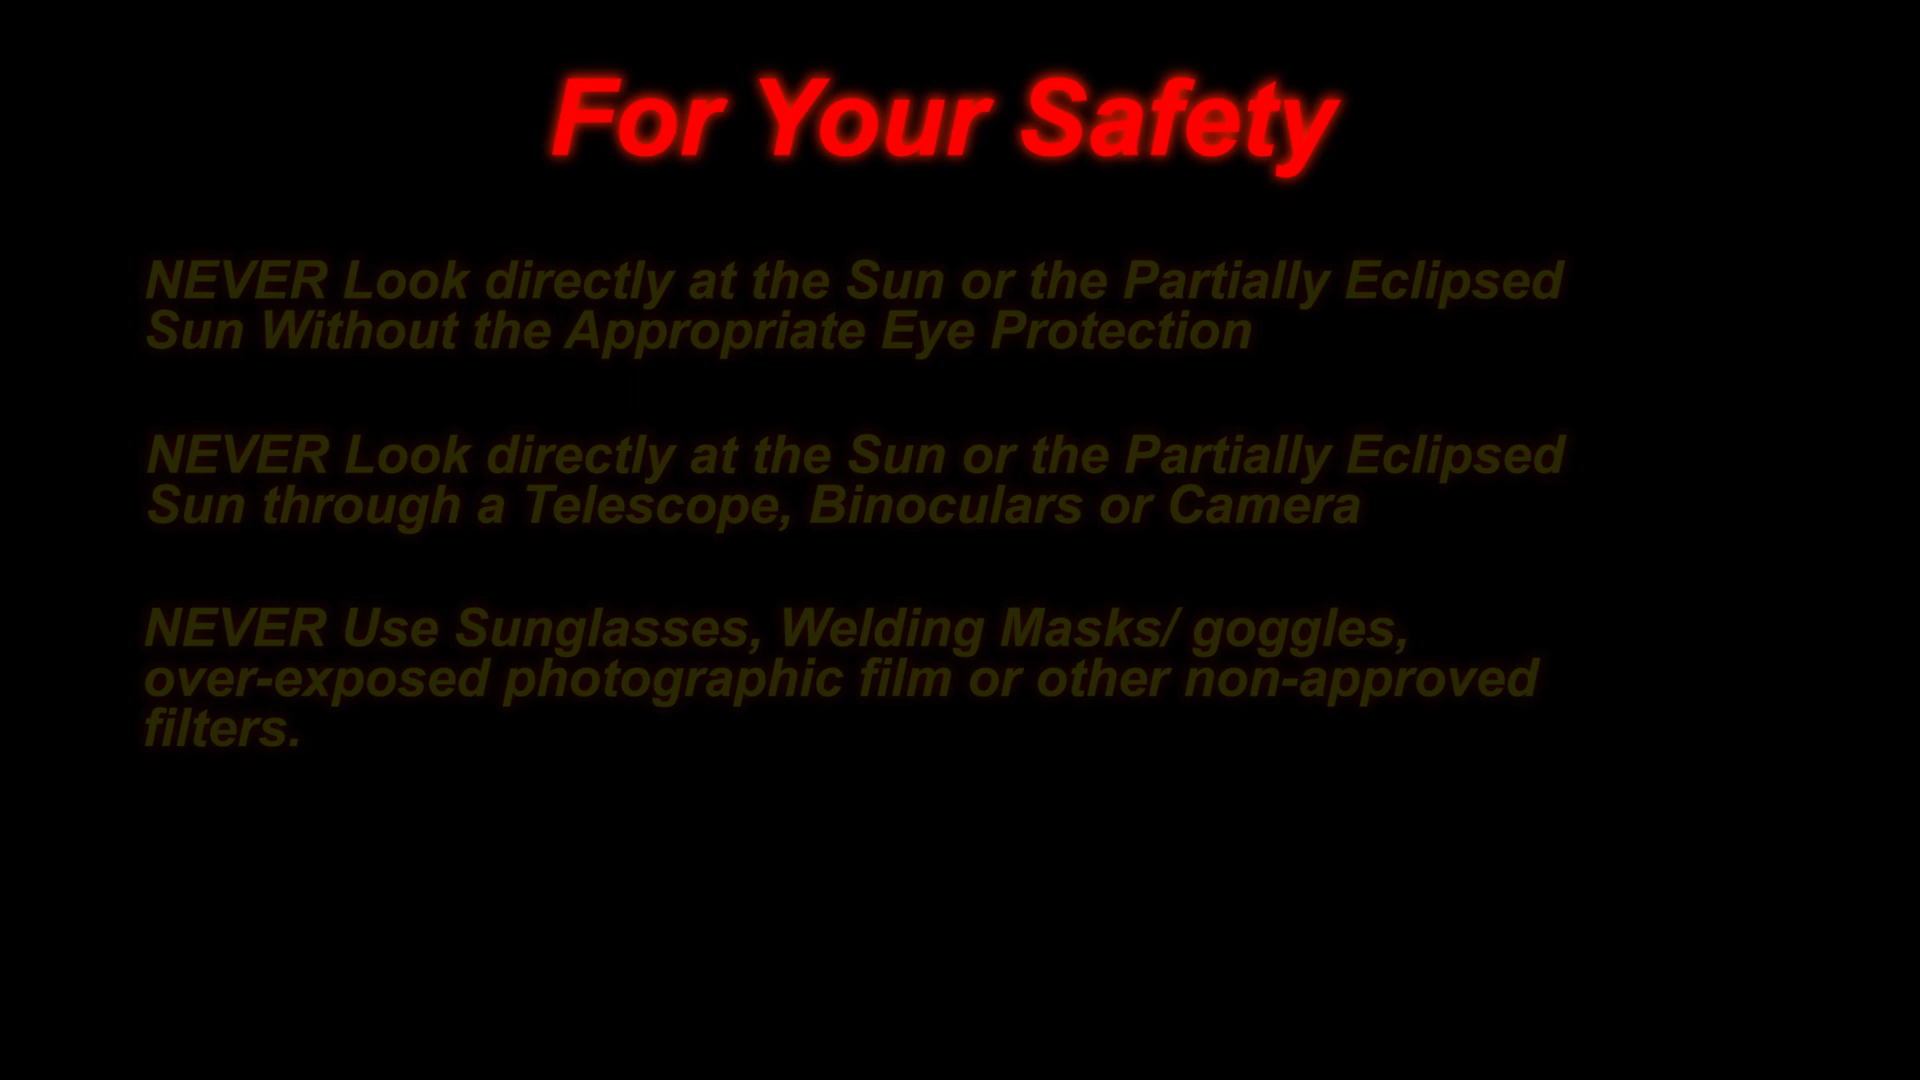 For Your Safety
NEVER Look directly at the Sun or the Partially Eclipsed
Sun Without the Appropriate Eye Protection
NEVER Look directly at the Sun or the Partially Eclipsed
Sun through a Telescope, Binoculars or Camera
NEVER Use Sunglasses, Welding Masks/ goggles,
over-exposed photographic film or other non-approved
filters.